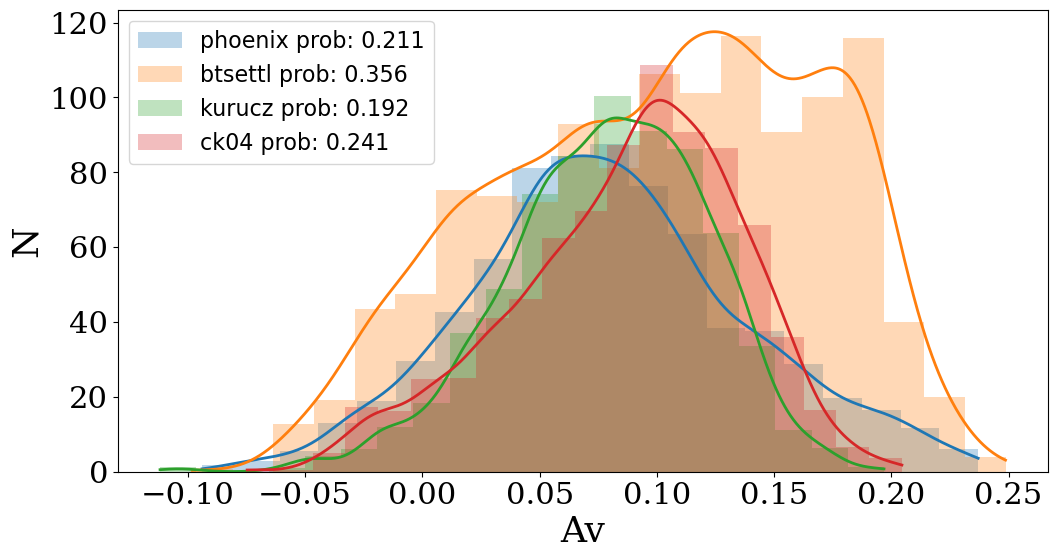 phoenix prob: 0.211
btsettl prob: 0.356
kurucz prob: 0.192
ck04 prob: 0.241
120
100
80
60
40
20
0
N
−0.10 −0.05 0.00 0.05 0.10 0.15 0.20 0.25
Av